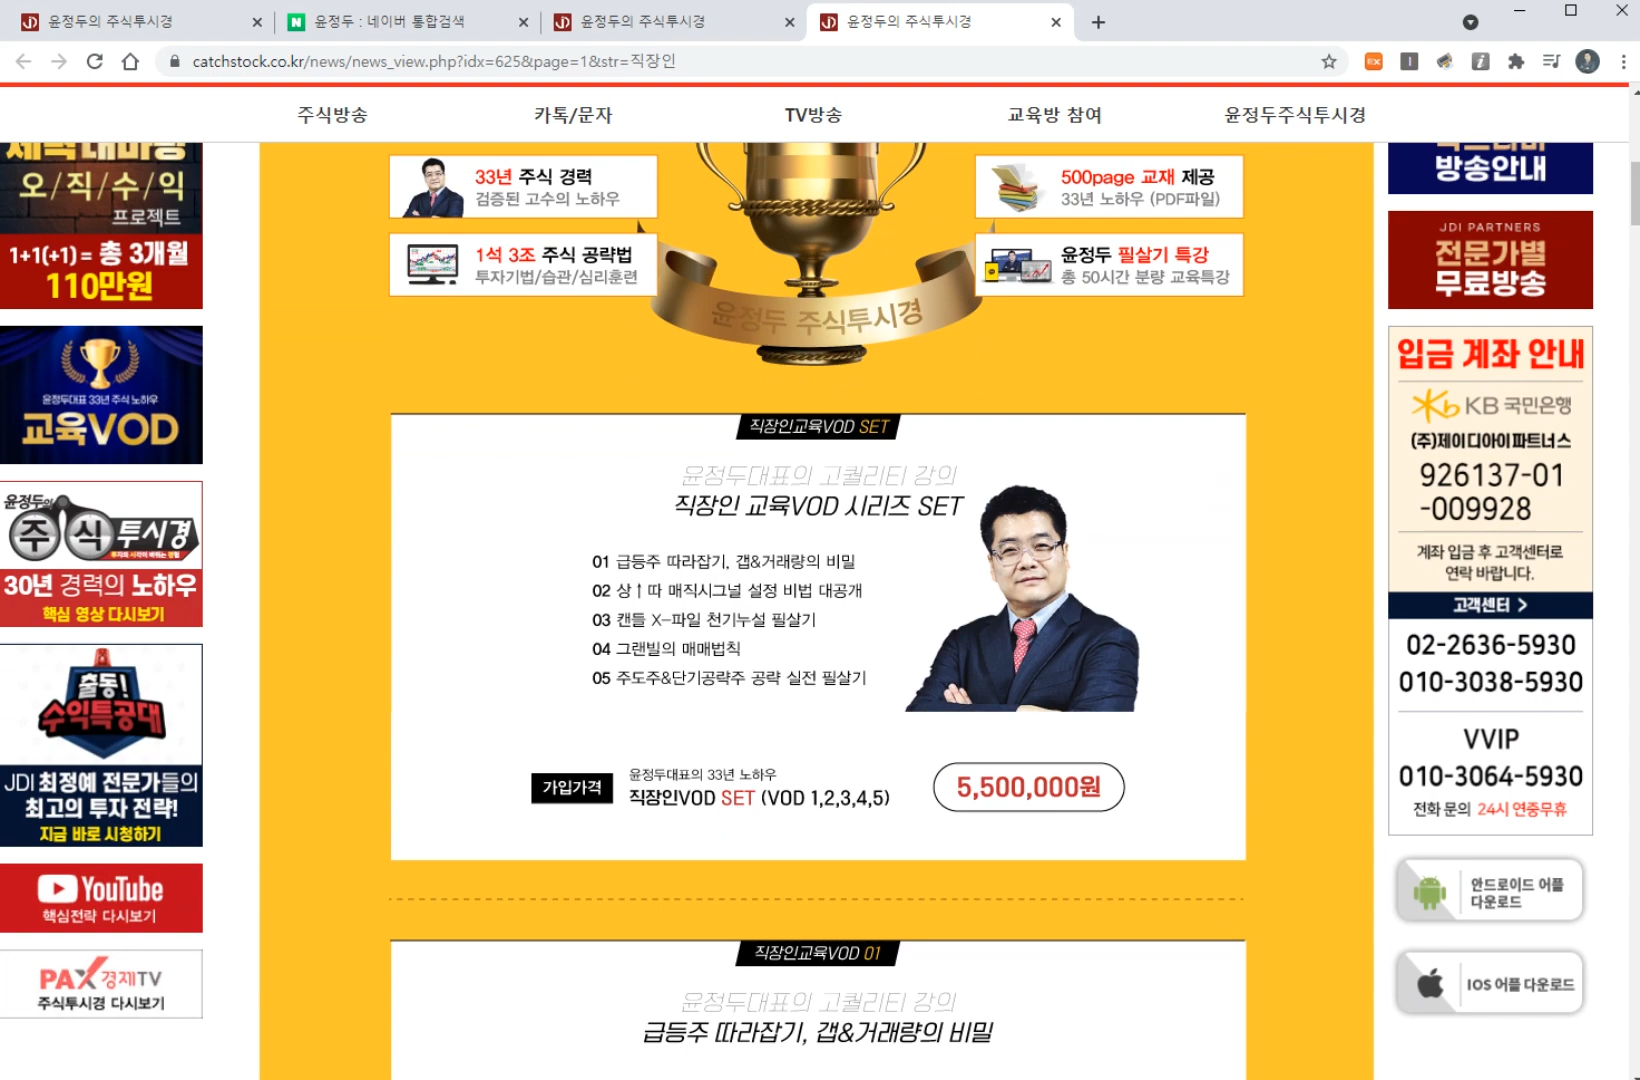 윤정두의 주식투시경
윤정두 : 네이버 통합검색
윤정두의 주식투시경
윤정두의 주식투시경
catchstock.co.kr/news/news_view.php?idx=625&page=1&str=직장인
주식방송
카톡/문자
TV방송
교육방 참여
윤정두주식투시경
오/직/수/익
프로젝트
1+1(+1)= 총 3개월
110만원
윤정두대표 33년 주식 노하우
교육VOD
윤정두의
주식투시경
30년 경력의 노하우
핵심 영상 다시보기
출동!
수익특공대
JDI 최정예 전문가들의
최고의 투자 전략!
지금 바로 시청하기
YouTube
핵심전략 다시보기
PAX경제TV
주식투시경 다시보기
33년 주식 경력
검증된 고수의 노하우
1석 3조 주식 공략법
투자기법/습관/심리훈련
500page 교재 제공
33년 노하우 (PDF파일)
윤정두 필살기 특강
총 50시간 분량 교육특강
윤정두 주식투시경
직장인교육VOD SET
윤정두대표의 고퀄리티 강의
직장인 교육VOD 시리즈 SET
01 급등주 따라잡기, 갭&거래량의 비밀
02 상↑따 매직시그널 설정 비법 대공개
03 캔들 X-파일 천기누설 필살기
04 그랜빌의 매매법칙
05 주도주&단기공략주 공략 실전 필살기
가입가격
윤정두대표의 33년 노하우
직장인VOD SET (VOD 1,2,3,4,5)
5,500,000원
직장인교육VOD 01
윤정두대표의 고퀄리티 강의
급등주 따라잡기, 갭&거래량의 비밀
방송안내
JDI PARTNERS
전문가별
무료방송
입금 계좌 안내
KB 국민은행
(주)제이디아이파트너스
926137-01
-009928
계좌 입금 후 고객센터로
연락 바랍니다.
고객센터 >
02-2636-5930
010-3038-5930
VVIP
010-3064-5930
전화 문의 24시 연중무휴
안드로이드 어플
다운로드
IOS 어플 다운로드